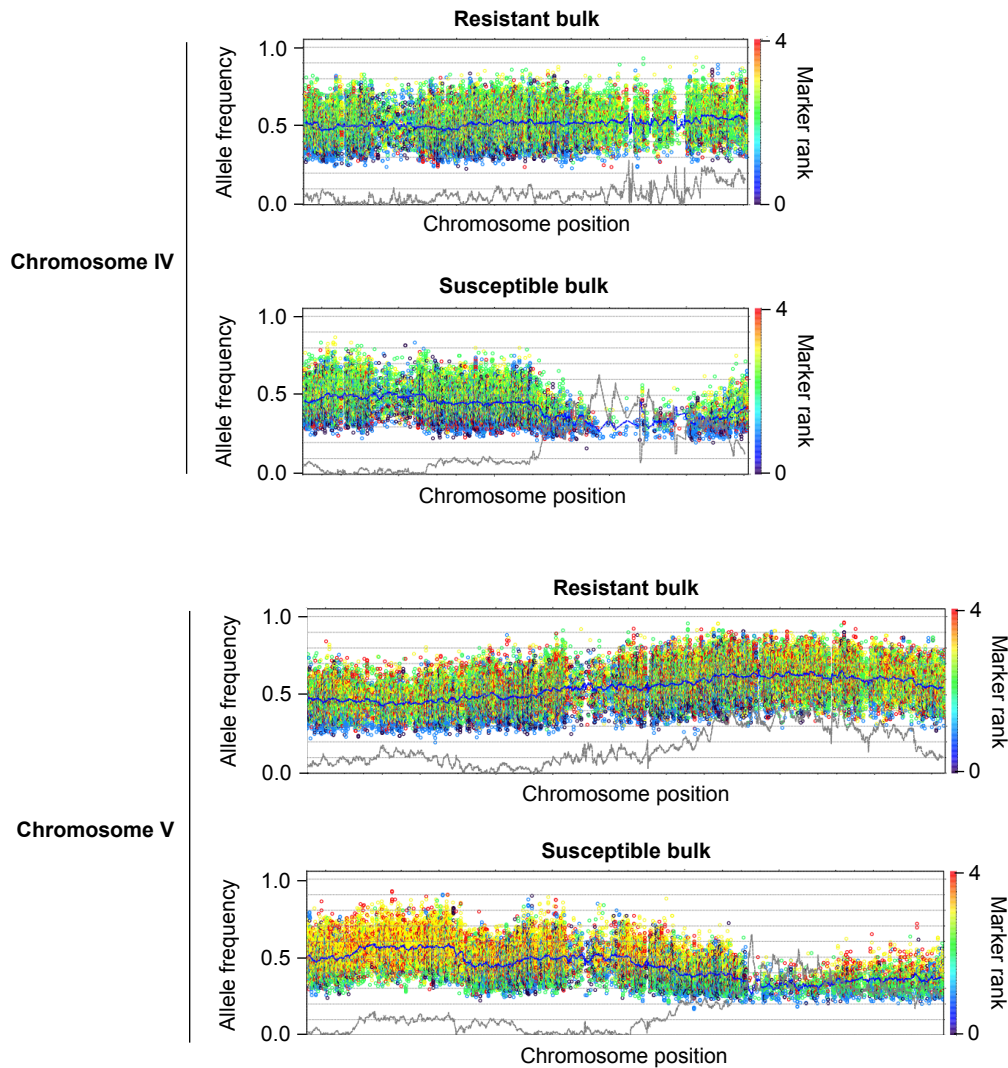 Resistant bulk
1.0
0.5
0.0
Allele frequency
Chromosome position
4
0
Marker rank
Chromosome IV
Susceptible bulk
1.0
0.5
0.0
Allele frequency
Chromosome position
4
0
Marker rank
Resistant bulk
1.0
0.5
0.0
Allele frequency
Chromosome position
4
0
Marker rank
Chromosome V
Susceptible bulk
1.0
0.5
0.0
Allele frequency
Chromosome position
4
0
Marker rank